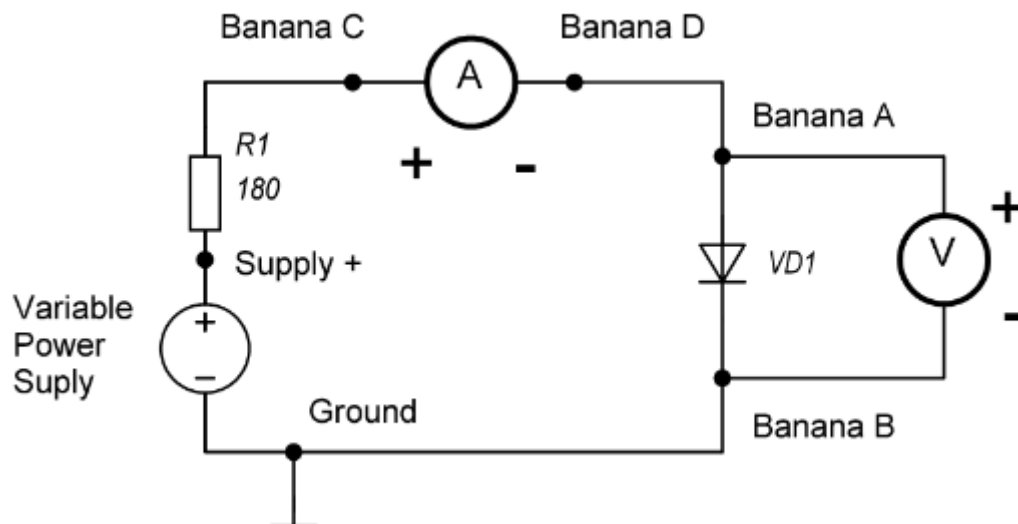 Banana C
Banana D
A
+ -
R1
180
Banana A
+
V
-
VD1
Supply +
Variable
Power
Suply
+
−
Ground
Banana B